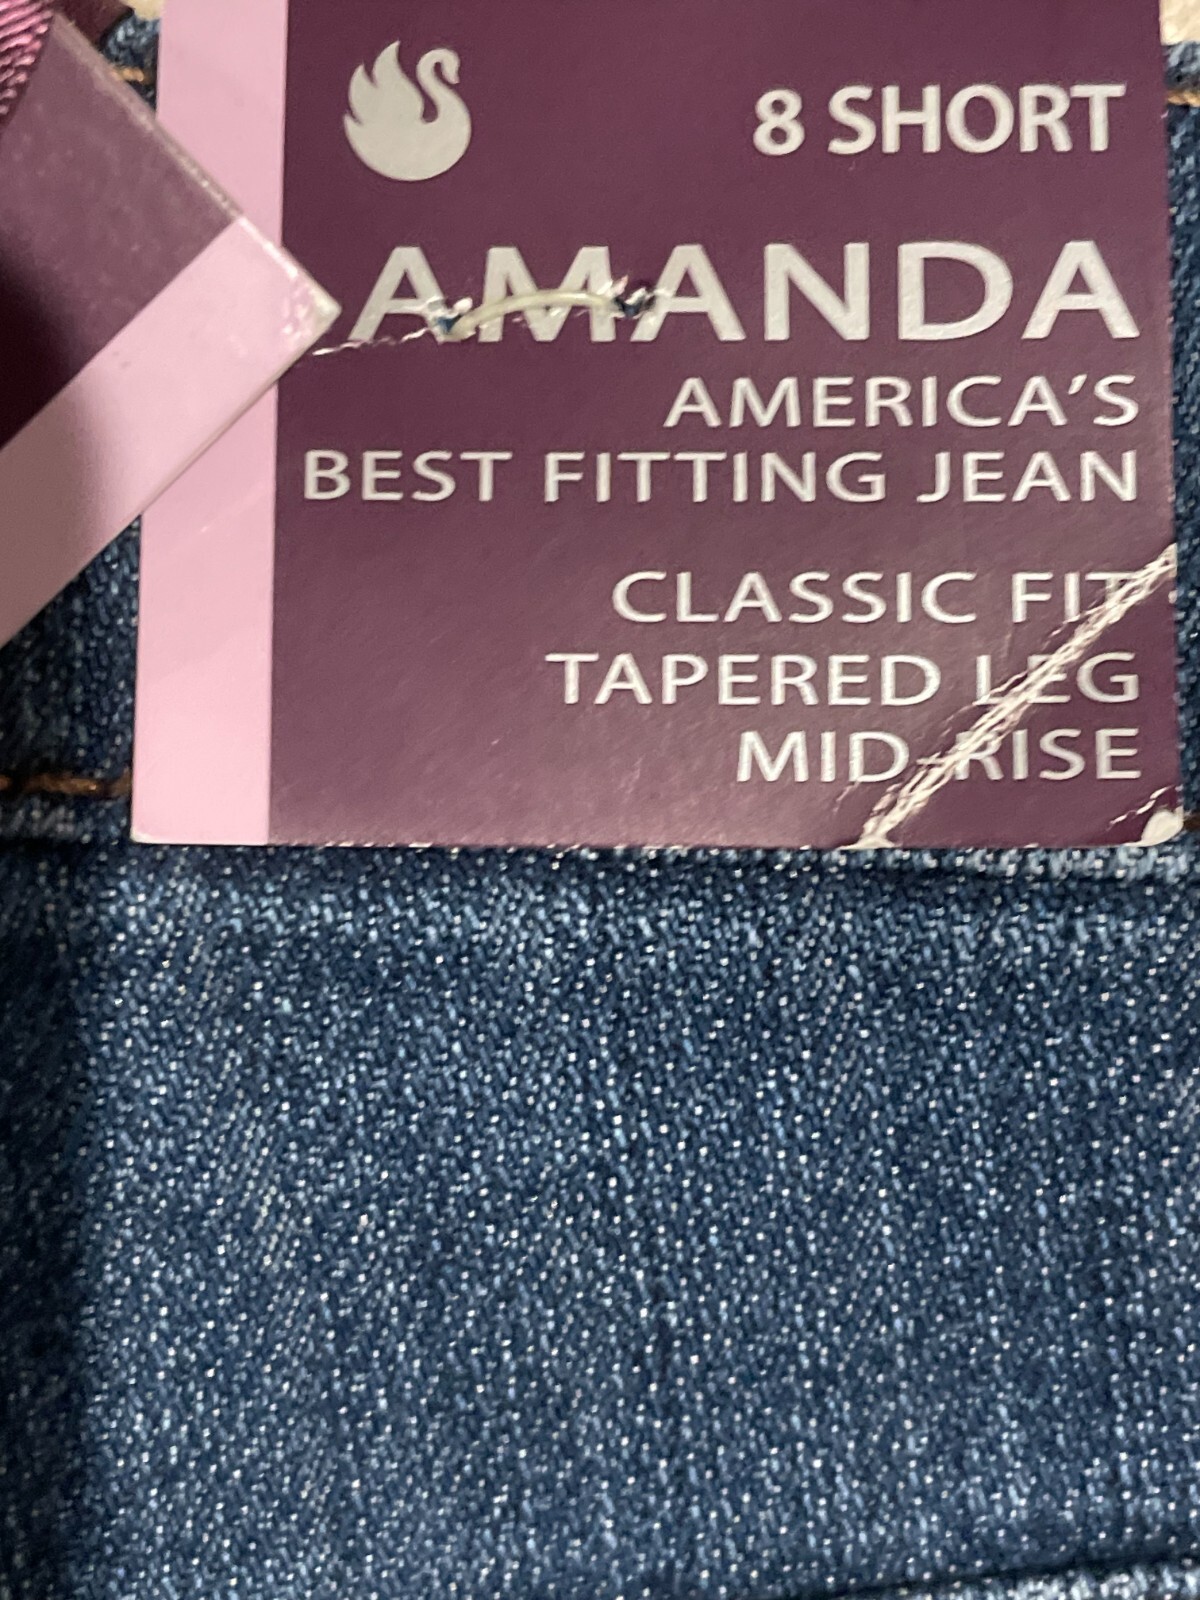 8 SHORT
AMANDA
AMERICA'S
BEST FITTING JEAN
CLASSIC FIT
TAPERED LEG
MID-RISE